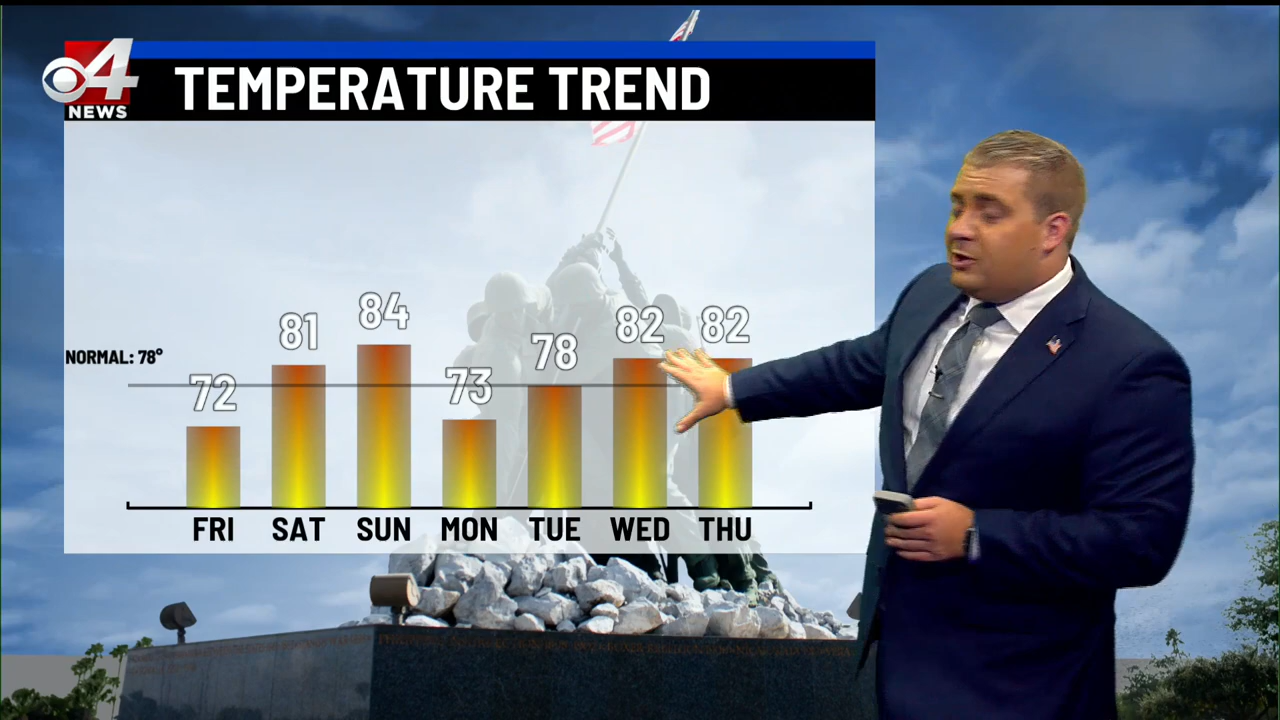 4
NEWS
TEMPERATURE TREND
NORMAL: 78°
72 81 84 73 78 82 82
FRI SAT SUN MON TUE WED THU